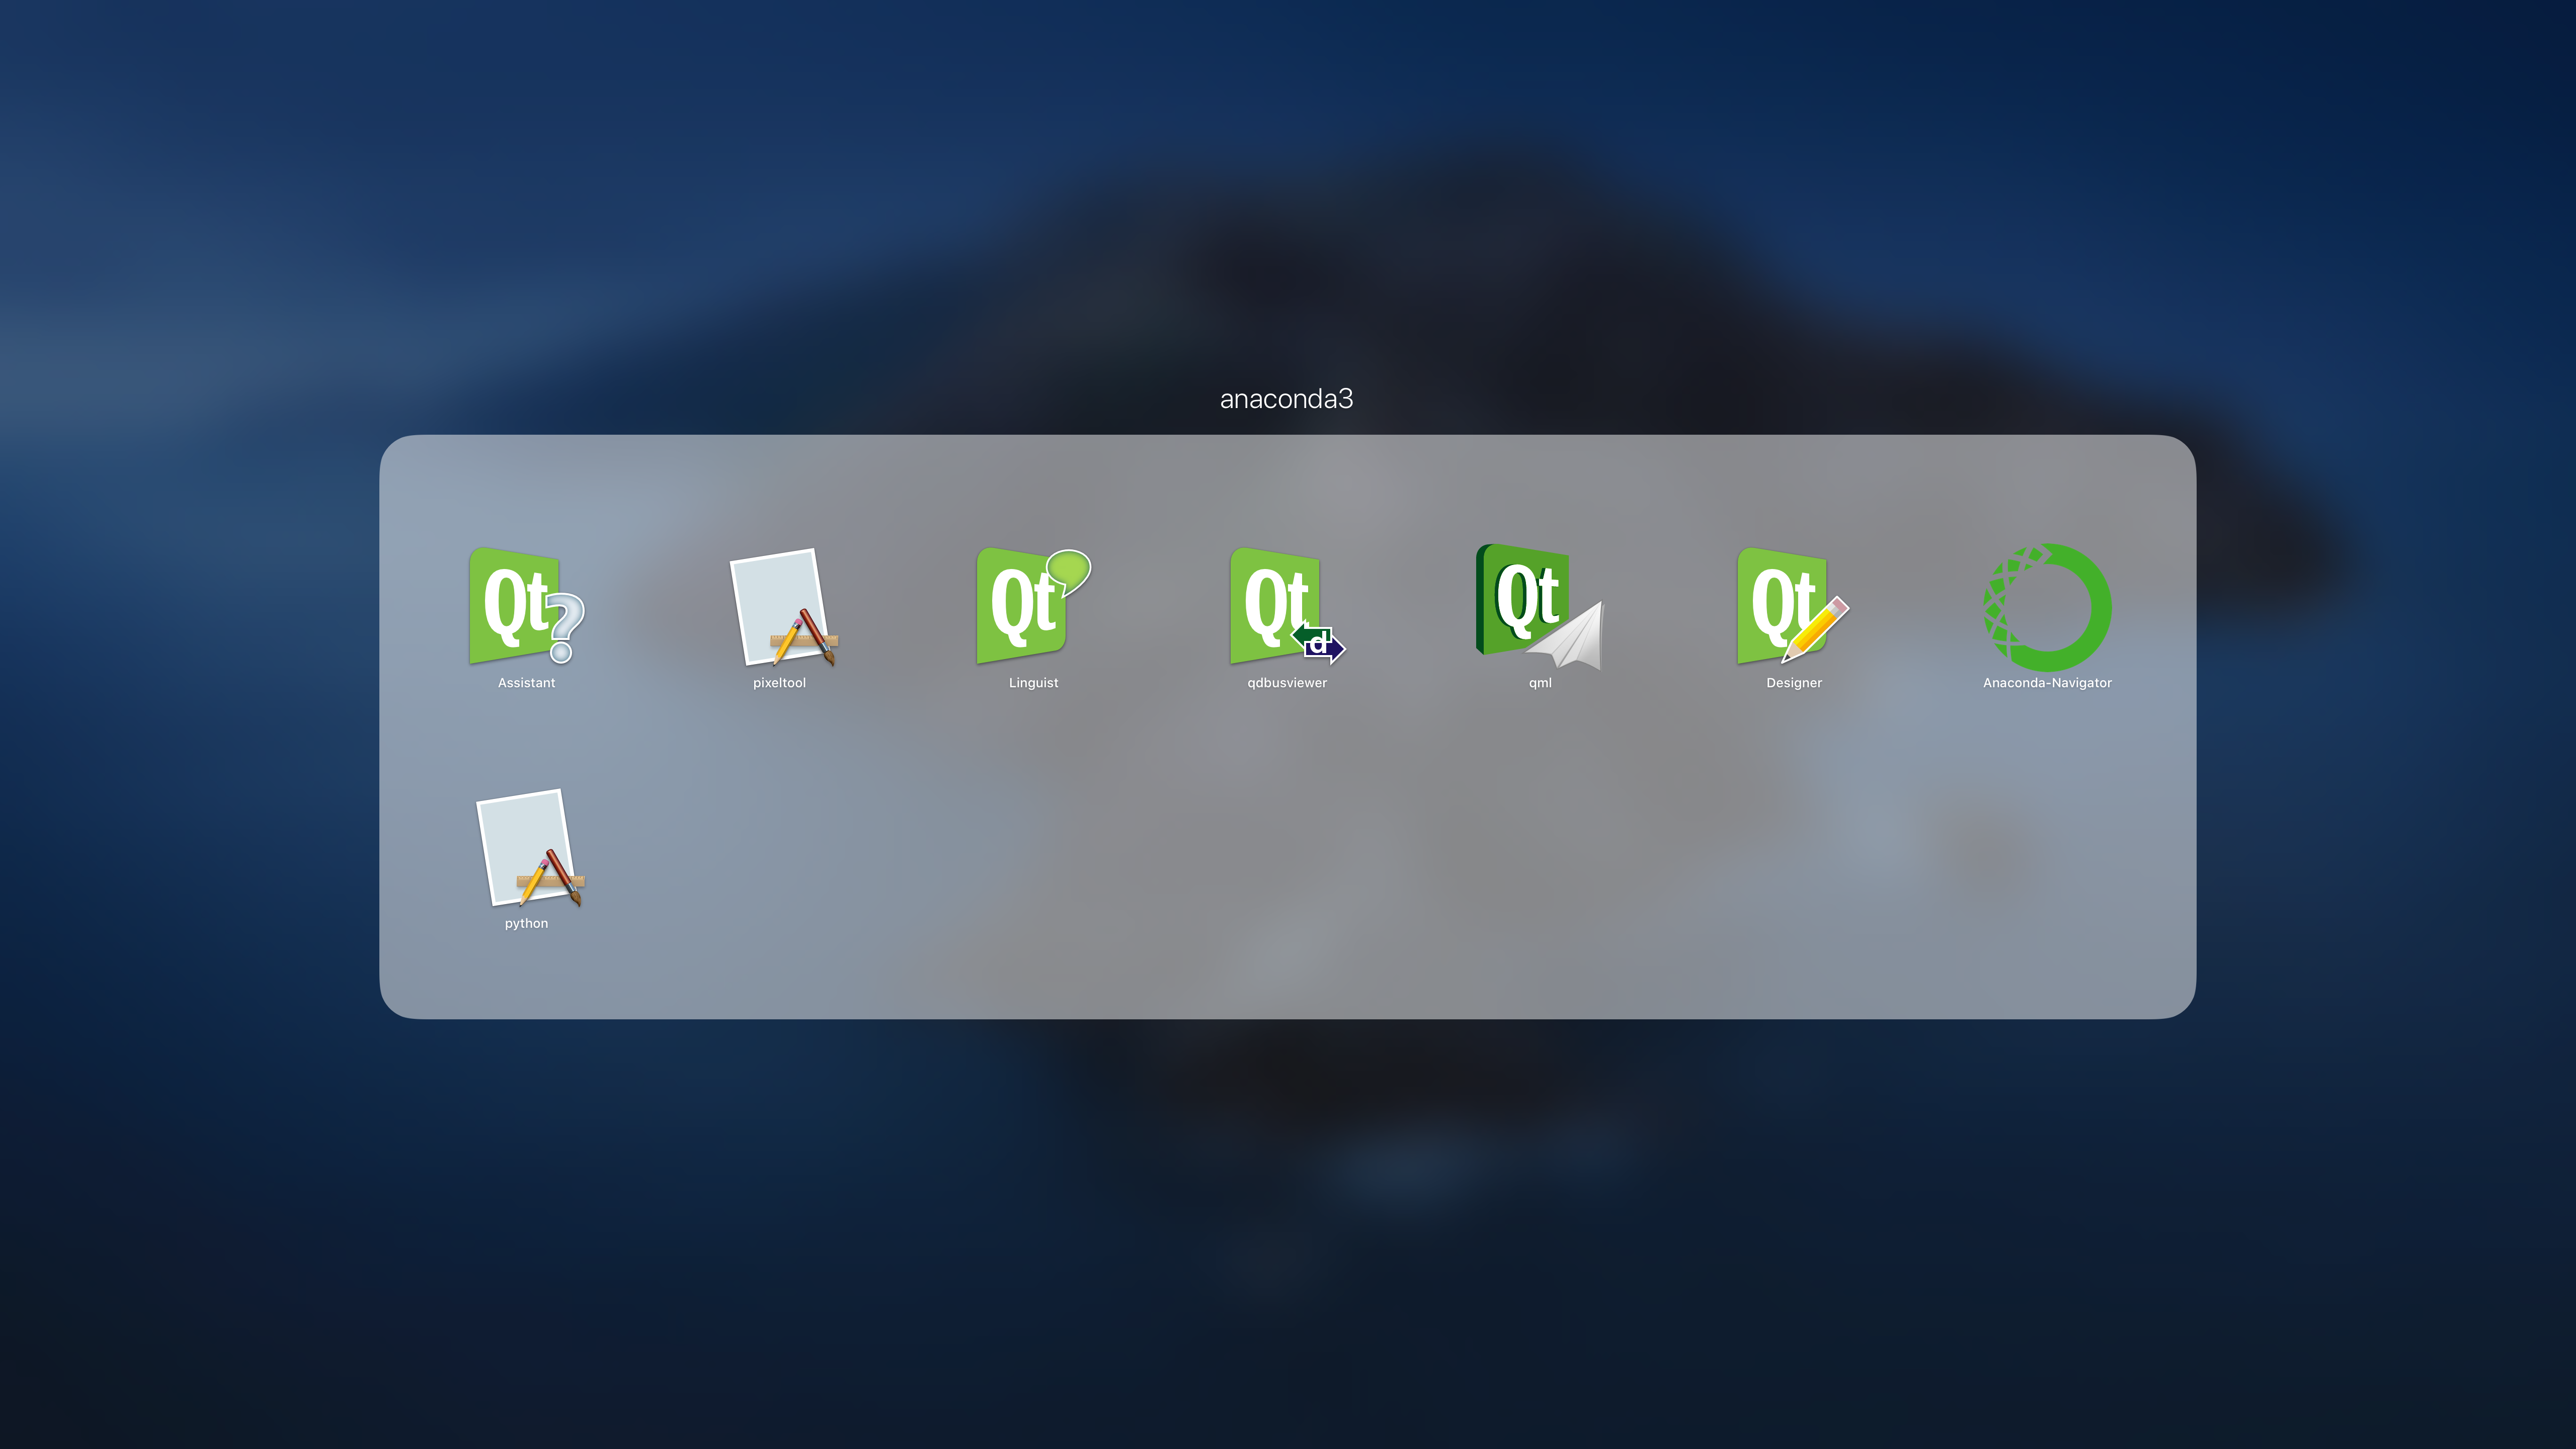 anaconda3
Qt
Qt
Qt
d
Qt
Qt
Assistant
pixeltool
Linguist
qdbusviewer
qml
Designer
Anaconda-Navigator
python